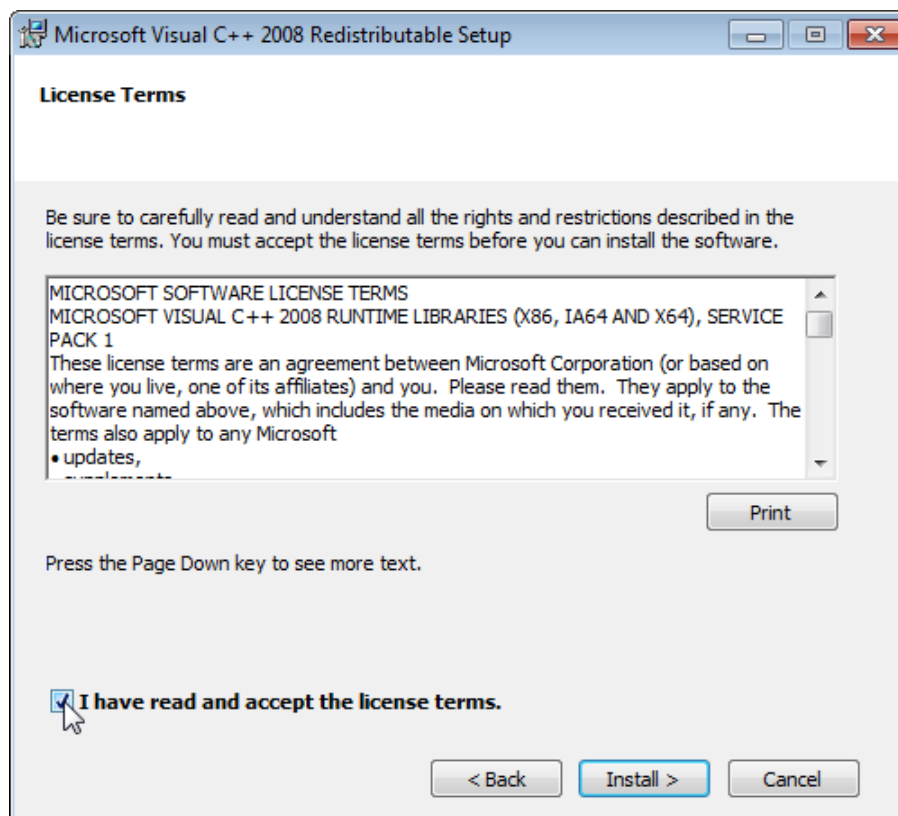 Microsoft Visual C++ 2008 Redistributable Setup
License Terms
Be sure to carefully read and understand all the rights and restrictions described in the
license terms. You must accept the license terms before you can install the software.
MICROSOFT SOFTWARE LICENSE TERMS
MICROSOFT VISUAL C++ 2008 RUNTIME LIBRARIES (X86, IA64 AND X64), SERVICE
PACK 1
These license terms are an agreement between Microsoft Corporation (or based on
where you live, one of its affiliates) and you.  Please read them.  They apply to the
software named above, which includes the media on which you received it, if any.  The
terms also apply to any Microsoft
• updates,
Print
Press the Page Down key to see more text.
I have read and accept the license terms.
< Back
Install >
Cancel